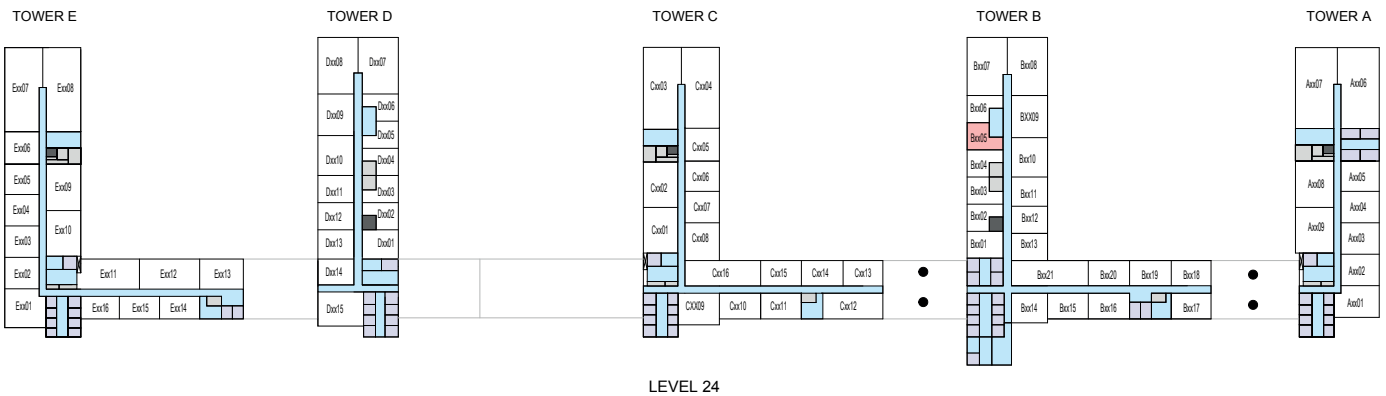 TOWER E
TOWER D
TOWER C
TOWER B
TOWER A
Exx07
Exx08
Exx06
Exx05
Exx09
Exx04
Exx10
Exx03
Exx02
Exx11
Exx12
Exx13
Exx01
Exx16
Exx15
Exx14
Dxx08
Dxx07
Dxx09
Dxx06
Dxx05
Dxx10
Dxx04
Dxx11
Dxx03
Dxx12
Dxx02
Dxx13
Dxx01
Dxx14
Dxx15
Cxx03
Cxx04
Cxx05
Cxx02
Cxx06
Cxx07
Cxx01
Cxx08
Cxx16
Cxx15
Cxx14
Cxx13
CXX09
Cxx10
Cxx11
Cxx12
Bxx07
Bxx08
Bxx06
BXX09
Bxx05
Bxx04
Bxx10
Bxx03
Bxx11
Bxx02
Bxx12
Bxx01
Bxx13
Bxx21
Bxx20
Bxx19
Bxx18
Bxx14
Bxx15
Bxx16
Bxx17
Axx07
Axx06
Axx08
Axx05
Axx04
Axx09
Axx03
Axx02
Axx01
LEVEL 24